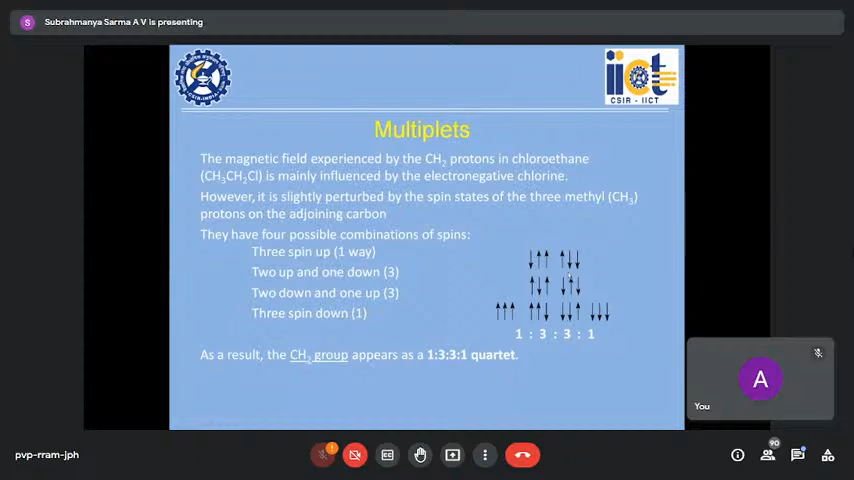 S Subrahmanya Sarma A V is presenting
iict
CSIR - IICT
Multiplets
The magnetic field experienced by the CH2 protons in chloroethane
(CH3CH2Cl) is mainly influenced by the electronegative chlorine.
However, it is slightly perturbed by the spin states of the three methyl (CH3)
protons on the adjoining carbon
They have four possible combinations of spins:
Three spin up (1 way)
Two up and one down (3)
Two down and one up (3)
Three spin down (1)
↓↑↑ ↑↓↓
↑↓↑ ↓↑↓
↑↑↑ ↑↑↓ ↓↓↑ ↓↓↓
1 : 3 : 3 : 1
As a result, the CH2 group appears as a 1:3:3:1 quartet.
A
You
pvp-rram-jph
90